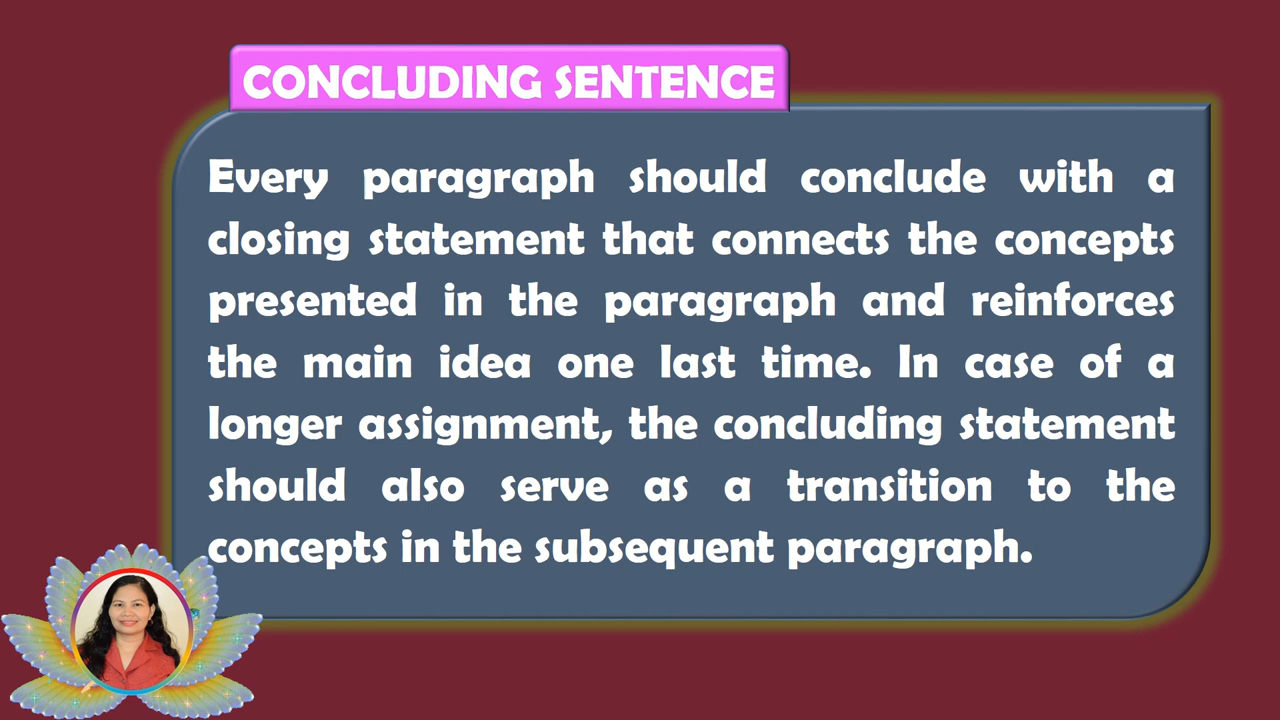 CONCLUDING SENTENCE
Every paragraph should conclude with a
closing statement that connects the concepts
presented in the paragraph and reinforces
the main idea one last time. In case of a
longer assignment, the concluding statement
should also serve as a transition to the
concepts in the subsequent paragraph.